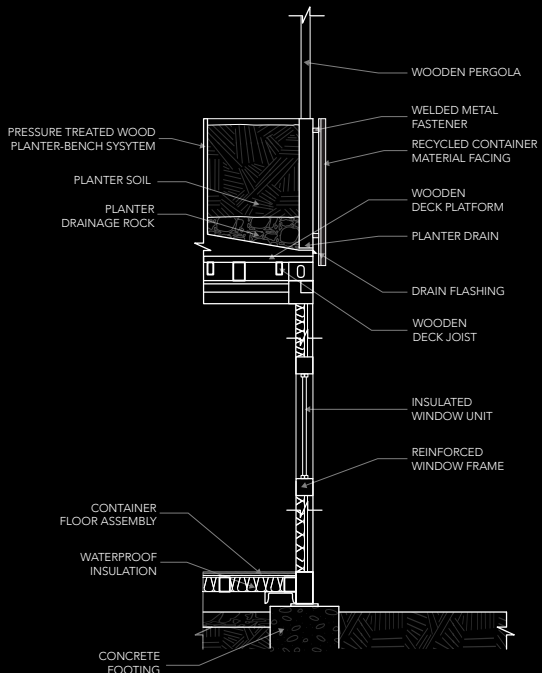 WOODEN PERGOLA
WELDED METAL
FASTENER
RECYCLED CONTAINER
MATERIAL FACING
PRESSURE TREATED WOOD
PLANTER-BENCH SYSYTEM
PLANTER SOIL
PLANTER
DRAINAGE ROCK
WOODEN
DECK PLATFORM
PLANTER DRAIN
DRAIN FLASHING
WOODEN
DECK JOIST
INSULATED
WINDOW UNIT
REINFORCED
WINDOW FRAME
CONTAINER
FLOOR ASSEMBLY
WATERPROOF
INSULATION
CONCRETE
FOOTING